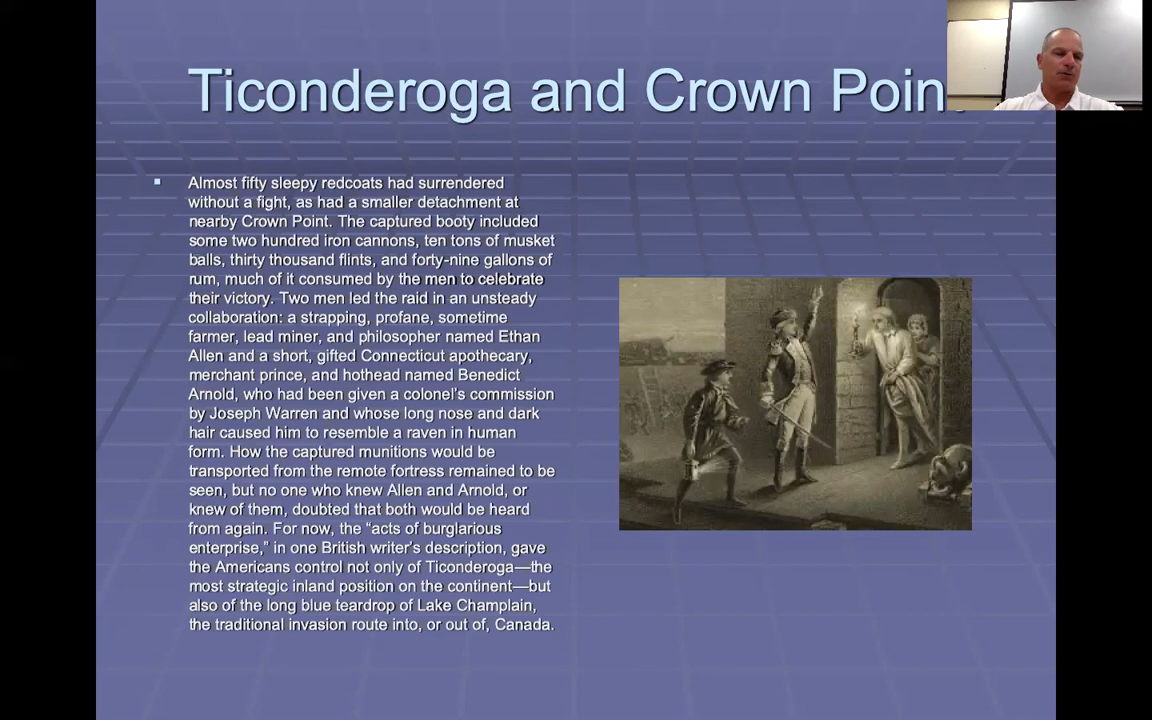 Ticonderoga and Crown Poin
Almost fifty sleepy redcoats had surrendered
without a fight, as had a smaller detachment at
nearby Crown Point. The captured booty included
some two hundred iron cannons, ten tons of musket
balls, thirty thousand flints, and forty-nine gallons of
rum, much of it consumed by the men to celebrate
their victory. Two men led the raid in an unsteady
collaboration: a strapping, profane, sometime
farmer, lead miner, and philosopher named Ethan
Allen and a short, gifted Connecticut apothecary,
merchant prince, and hothead named Benedict
Arnold, who had been given a colonel’s commission
by Joseph Warren and whose long nose and dark
hair caused him to resemble a raven in human
form. How the captured munitions would be
transported from the remote fortress remained to be
seen, but no one who knew Allen and Arnold, or
knew of them, doubted that both would be heard
from again. For now, the “acts of burglarious
enterprise,” in one British writer’s description, gave
the Americans control not only of Ticonderoga—the
most strategic inland position on the continent—but
also of the long blue teardrop of Lake Champlain,
the traditional invasion route into, or out of, Canada.